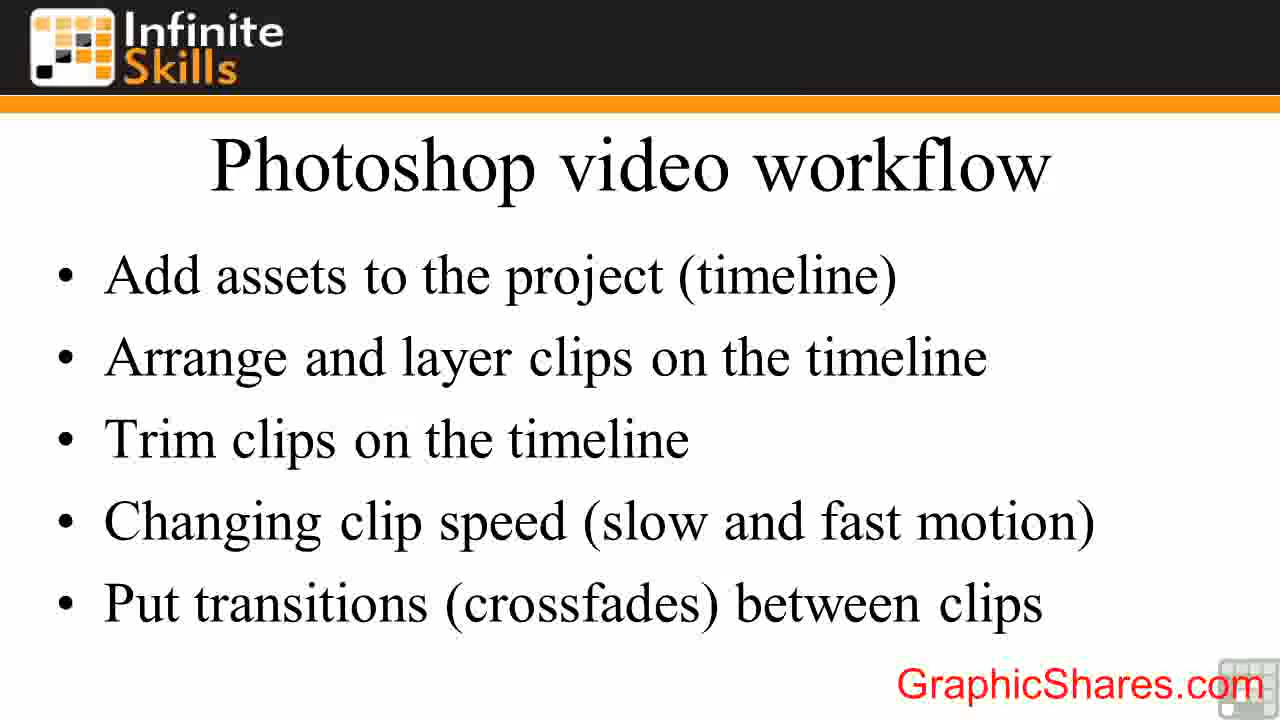 Infinite
Skills
Photoshop video workflow
• Add assets to the project (timeline)
• Arrange and layer clips on the timeline
• Trim clips on the timeline
• Changing clip speed (slow and fast motion)
• Put transitions (crossfades) between clips
GraphicShares.com